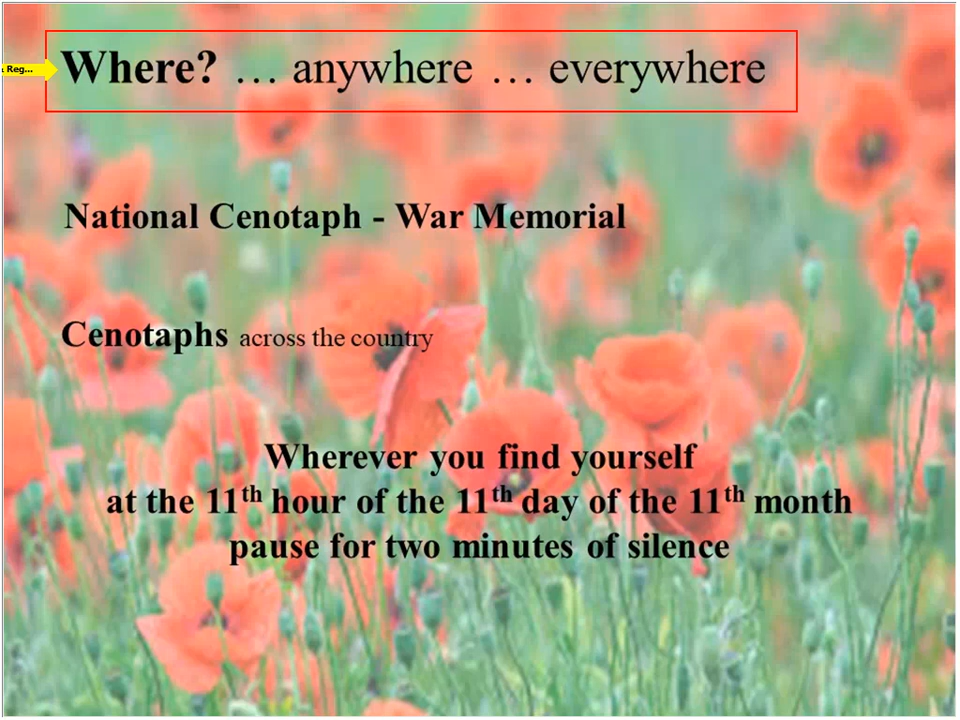 Where? … anywhere … everywhere
Reg...
National Cenotaph - War Memorial
Cenotaphs across the country
Wherever you find yourself
at the 11th hour of the 11th day of the 11th month
pause for two minutes of silence